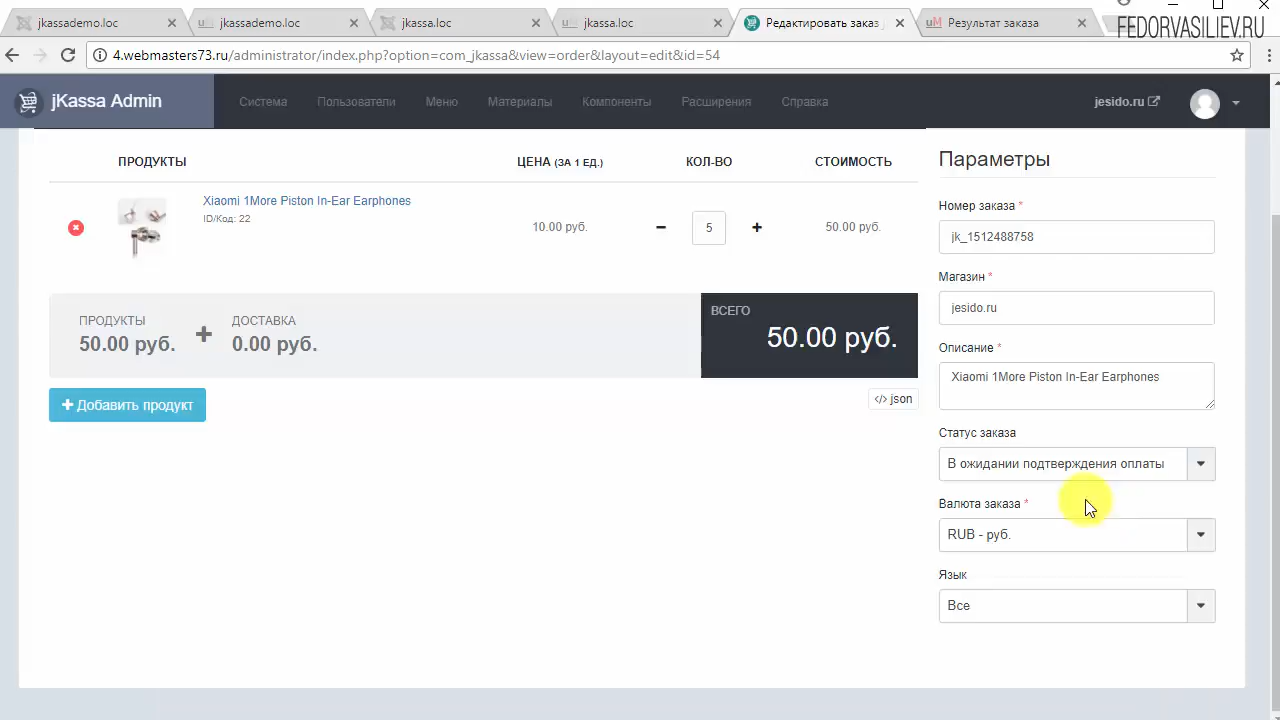 jkassademo.loc
jkassademo.loc
jkassa.loc
jkassa.loc
Редактировать заказ
Результат заказа
FEDORVASILIEV.RU
4.webmasters73.ru/administrator/index.php?option=com_jkassa&view=order&layout=edit&id=54
jKassa Admin
Система
Пользователи
Меню
Материалы
Компоненты
Расширения
Справка
jesido.ru
ПРОДУКТЫ
ЦЕНА (ЗА 1 ЕД.)
КОЛ-ВО
СТОИМОСТЬ
Xiaomi 1More Piston In-Ear Earphones
ID/Код: 22
10.00 руб.
5
50.00 руб.
ПРОДУКТЫ
50.00 руб.
ДОСТАВКА
0.00 руб.
ВСЕГО
50.00 руб.
Добавить продукт
</> json
Параметры
Номер заказа *
jk_1512488758
Магазин *
jesido.ru
Описание *
Xiaomi 1More Piston In-Ear Earphones
Статус заказа
В ожидании подтверждения оплаты
Валюта заказа *
RUB - руб.
Язык
Все